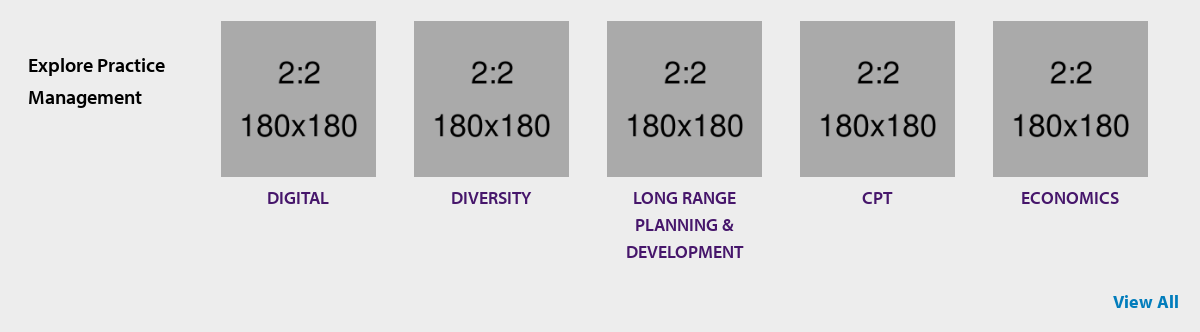 Explore Practice
Management
2:2
180x180
DIGITAL
2:2
180x180
DIVERSITY
2:2
180x180
LONG RANGE
PLANNING &
DEVELOPMENT
2:2
180x180
CPT
2:2
180x180
ECONOMICS
View All